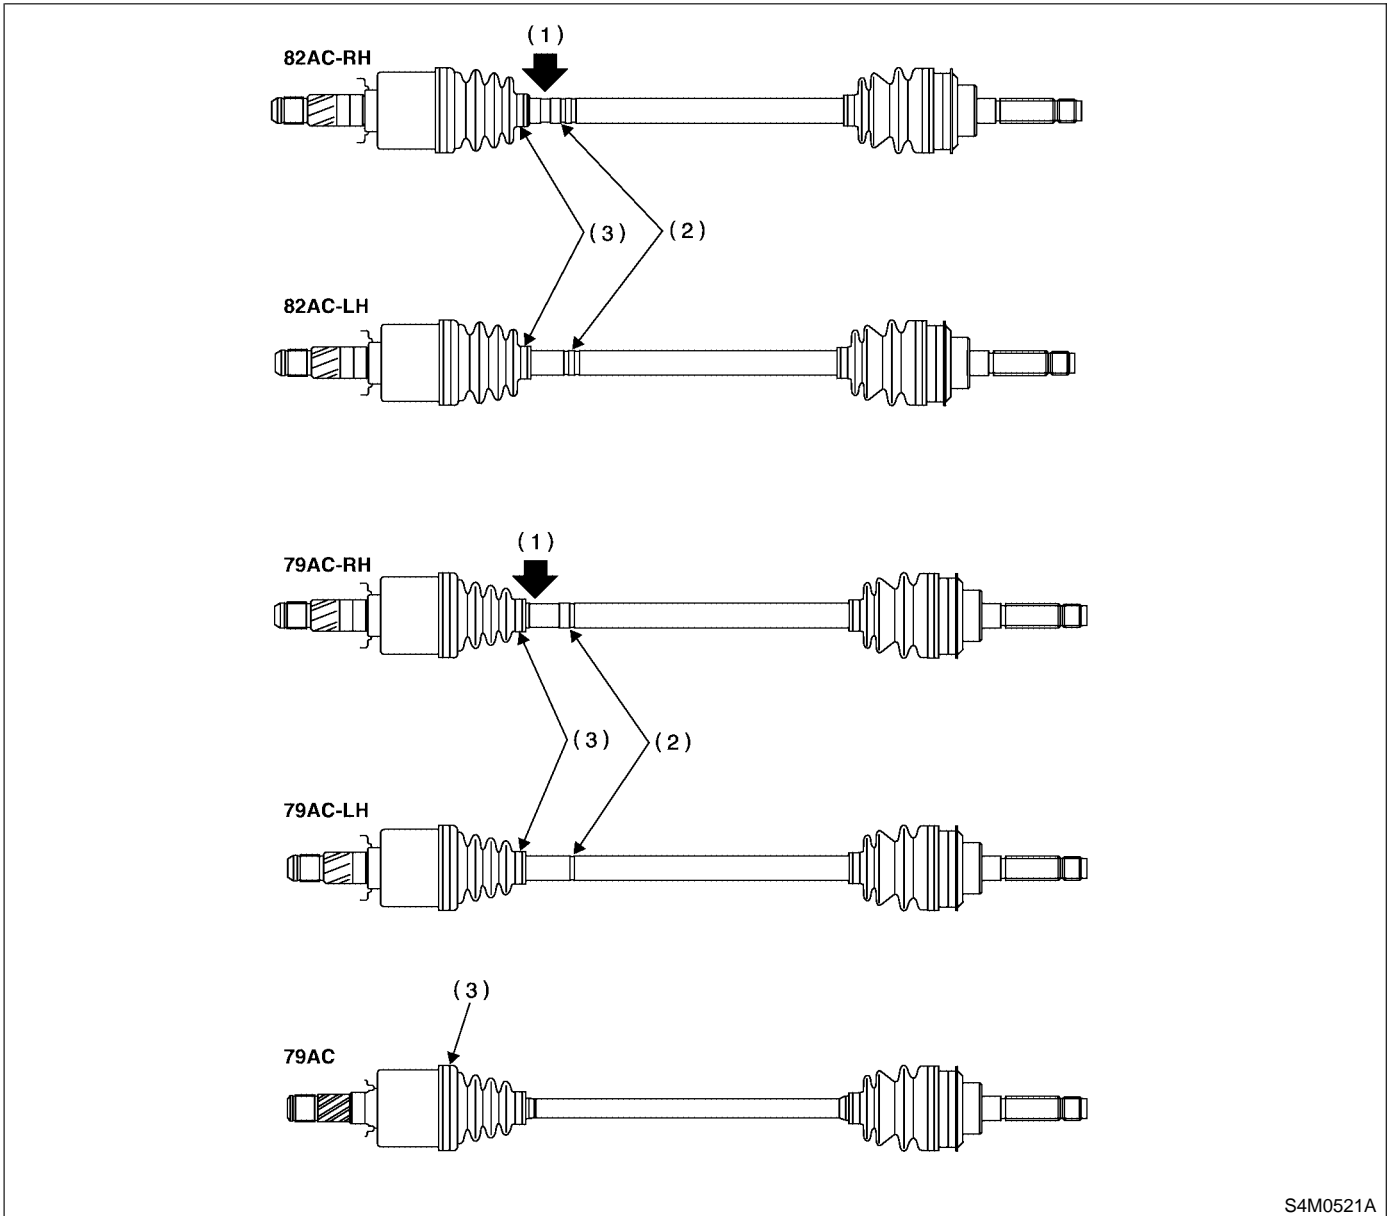 ( 1 )
82AC-RH
( 3 )
( 2 )
82AC-LH
( 1 )
79AC-RH
( 3 )
( 2 )
79AC-LH
( 3 )
79AC
S4M0521A